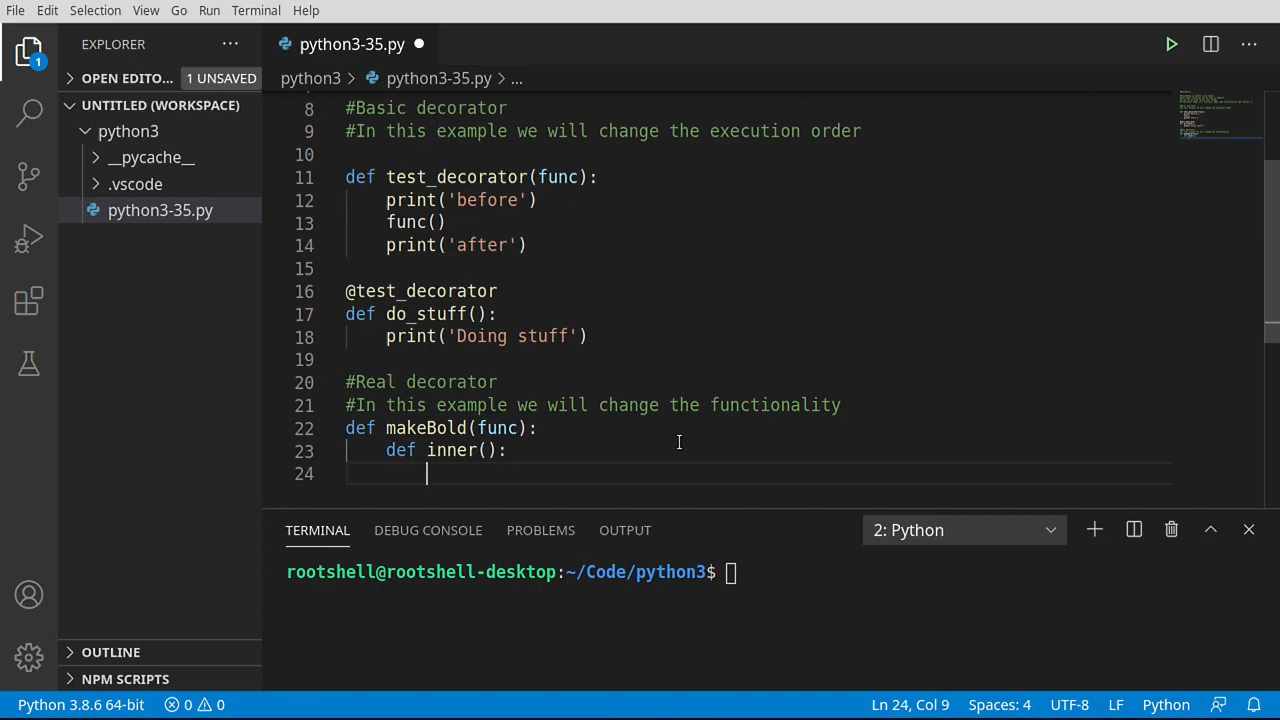 File Edit Selection View Go Run Terminal Help
EXPLORER
python3-35.py
OPEN EDITO... 1 UNSAVED
python3 > python3-35.py > ...
UNTITLED (WORKSPACE)
python3
__pycache__
.vscode
python3-35.py
1
8 #Basic decorator
9 #In this example we will change the execution order
10
11 def test_decorator(func):
12 print('before')
13 func()
14 print('after')
15
16 @test_decorator
17 def do_stuff():
18 print('Doing stuff')
19
20 #Real decorator
21 #In this example we will change the functionality
22 def makeBold(func):
23 def inner():
24
TERMINAL DEBUG CONSOLE PROBLEMS OUTPUT 2: Python
rootshell@rootshell-desktop:~/Code/python3$
OUTLINE
NPM SCRIPTS
Python 3.8.6 64-bit 0 0 Ln 24, Col 9 Spaces: 4 UTF-8 LF Python